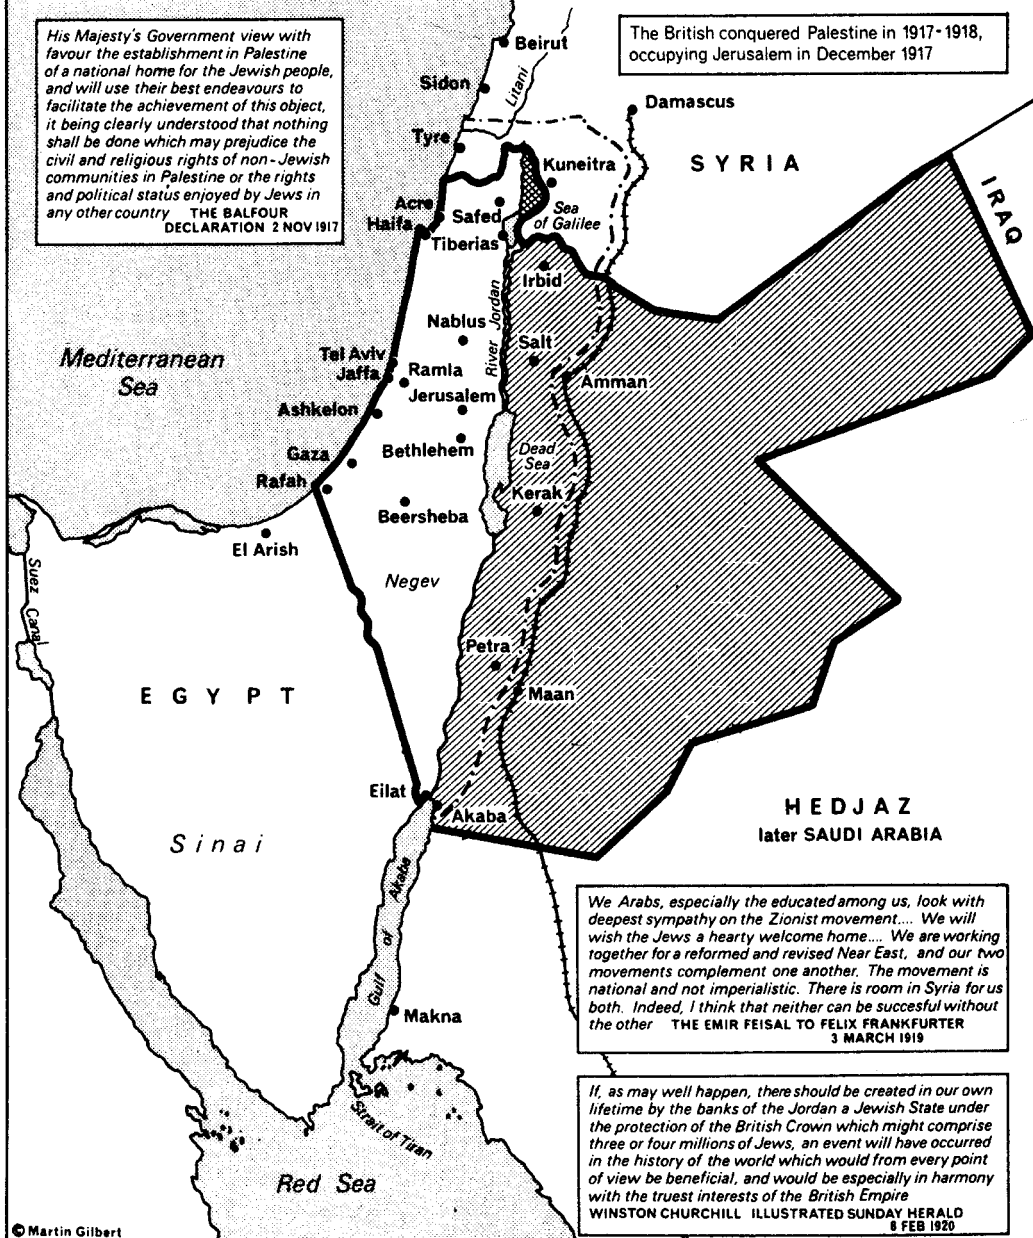 His Majesty's Government view with
favour the establishment in Palestine
of a national home for the Jewish people,
and will use their best endeavours to
facilitate the achievement of this object,
it being clearly understood that nothing
shall be done which may prejudice the
civil and religious rights of non-Jewish
communities in Palestine or the rights
and political status enjoyed by Jews in
any other country THE BALFOUR
DECLARATION 2 NOV 1917
The British conquered Palestine in 1917-1918,
occupying Jerusalem in December 1917
Beirut
Sidon
Litani
Damascus
Tyre
Kuneitra
SYRIA
IRAQ
Acre
Haifa
Safed
Sea
of Galilee
Tiberias
Irbid
River Jordan
Nablus
Salt
Mediterranean
Sea
Tel Aviv
Jaffa
Ramla
Jerusalem
Amman
Ashkelon
Bethlehem
Dead
Sea
Gaza
Rafah
Kerak
Beersheba
El Arish
Suez Canal
Negev
Petra
EGYPT
Maan
Eilat
Akaba
HEDJAZ
later SAUDI ARABIA
Sinai
Gulf of Akaba
We Arabs, especially the educated among us, look with
deepest sympathy on the Zionist movement.... We will
wish the Jews a hearty welcome home.... We are working
together for a reformed and revised Near East, and our two
movements complement one another. The movement is
national and not imperialistic. There is room in Syria for us
both. Indeed, I think that neither can be succesful without
the other THE EMIR FEISAL TO FELIX FRANKFURTER
3 MARCH 1919
Makna
Strait of Tiran
Red Sea
If, as may well happen, there should be created in our own
lifetime by the banks of the Jordan a Jewish State under
the protection of the British Crown which might comprise
three or four millions of Jews, an event will have occurred
in the history of the world which would from every point
of view be beneficial, and would be especially in harmony
with the truest interests of the British Empire
WINSTON CHURCHILL ILLUSTRATED SUNDAY HERALD
8 FEB 1920
© Martin Gilbert